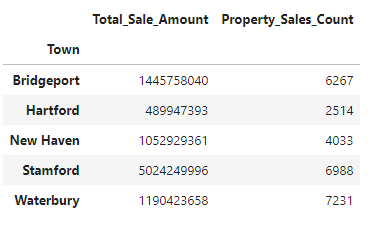 Total_Sale_Amount Property_Sales_Count
Town
Bridgeport 1445758040 6267
Hartford 489947393 2514
New Haven 1052929361 4033
Stamford 5024249996 6988
Waterbury 1190423658 7231